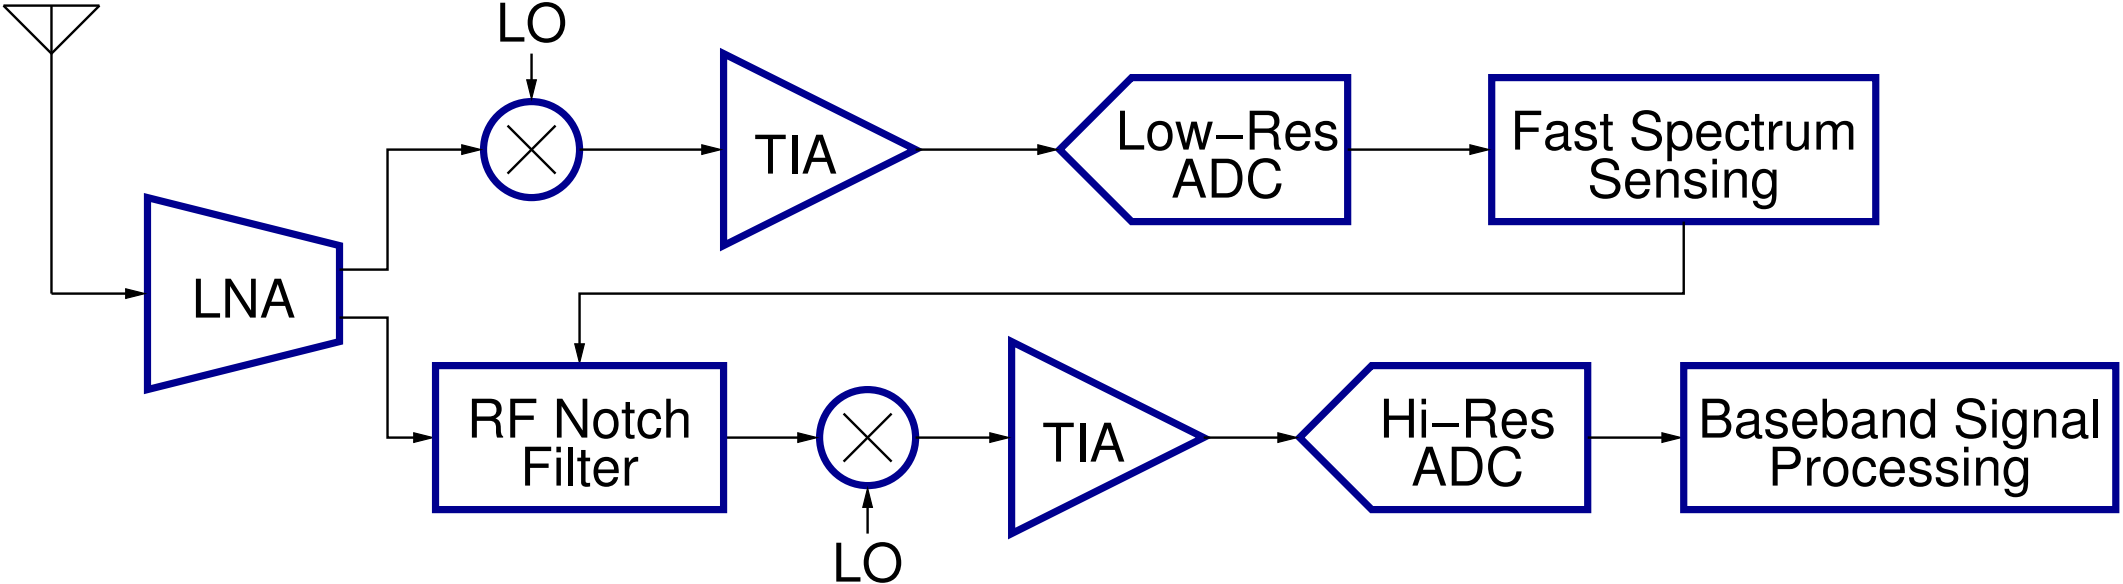 LO
TIA
Low-Res
ADC
Fast Spectrum
Sensing
LNA
RF Notch
Filter
LO
TIA
Hi-Res
ADC
Baseband Signal
Processing